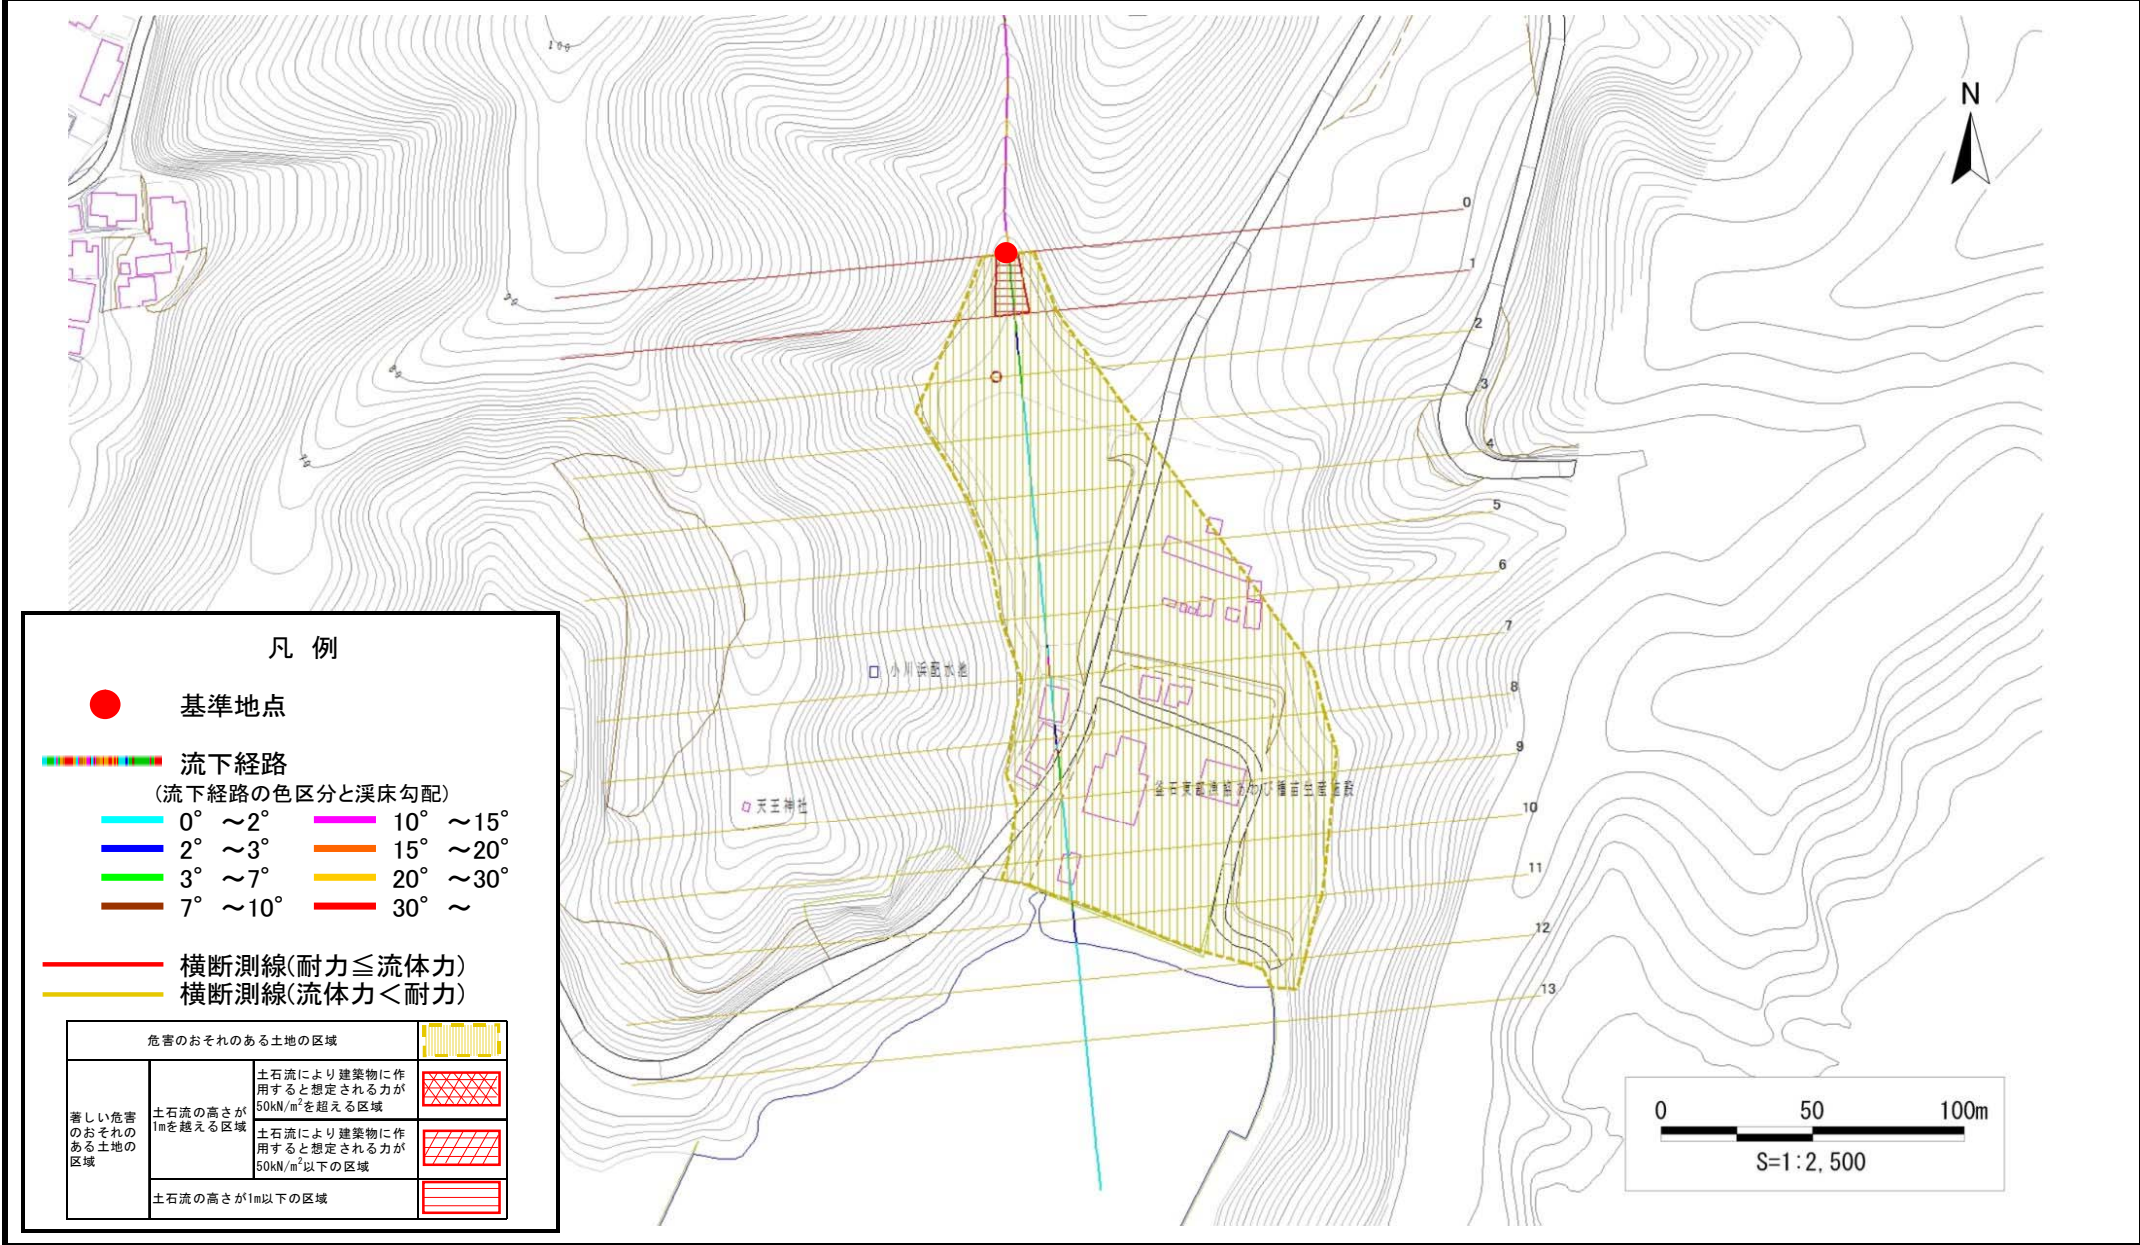 100
N
0
1
2
3
4
5
6
7
8
9
10
11
12
13
90
80
70
小川浜配水池
天王神社
凡 例
基準地点
流下経路
(流下経路の色区分と渓床勾配)
0° ～2° 10° ～15°
2° ～3° 15° ～20°
3° ～7° 20° ～30°
7° ～10° 30° ～
横断測線(耐力≦流体力)
横断測線(流体力＜耐力)
危害のおそれのある土地の区域
著しい危害
のおそれの
ある土地の
区域
土石流の高さが
1mを越える区域
土石流により建築物に作
用すると想定される力が
50kN/m²を超える区域
土石流により建築物に作
用すると想定される力が
50kN/m²以下の区域
土石流の高さが1m以下の区域
0 50 100m
S=1:2,500